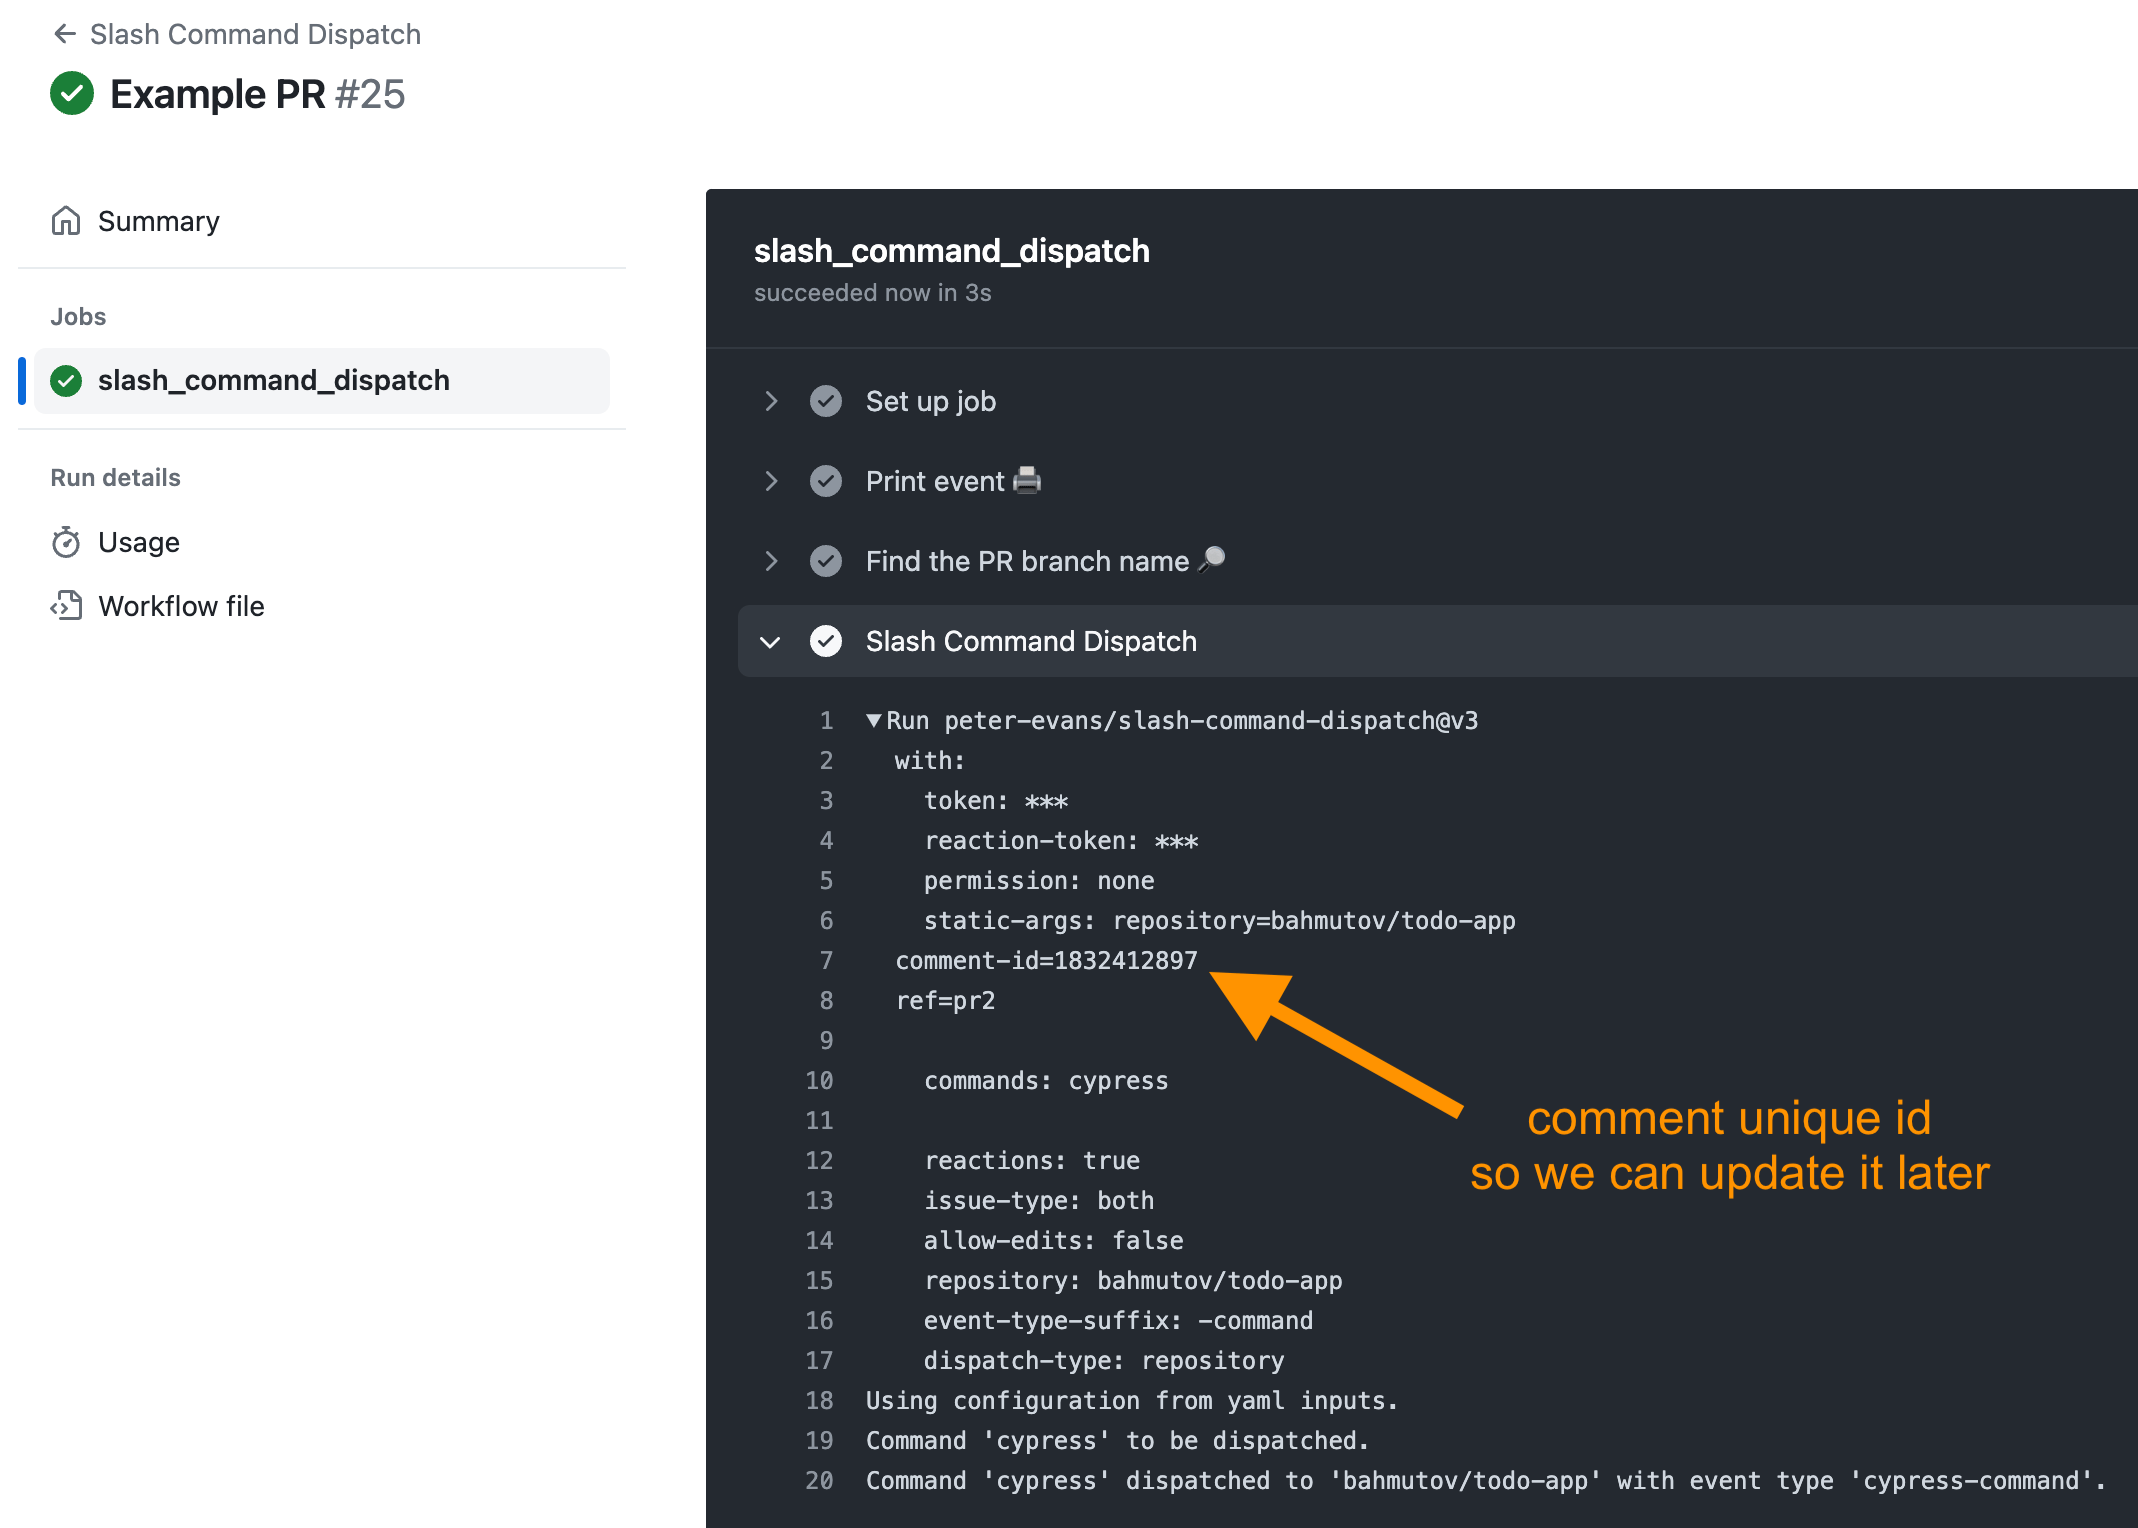 ← Slash Command Dispatch
Example PR #25
Summary
Jobs
slash_command_dispatch
Run details
Usage
Workflow file
slash_command_dispatch
succeeded now in 3s
Set up job
Print event 🖨️
Find the PR branch name 🔎
Slash Command Dispatch
1 ▼Run peter-evans/slash-command-dispatch@v3
2 with:
3 token: ***
4 reaction-token: ***
5 permission: none
6 static-args: repository=bahmutov/todo-app
7 comment-id=1832412897
8 ref=pr2
9
10 commands: cypress
11
12 reactions: true
13 issue-type: both
14 allow-edits: false
15 repository: bahmutov/todo-app
16 event-type-suffix: -command
17 dispatch-type: repository
18 Using configuration from yaml inputs.
19 Command 'cypress' to be dispatched.
20 Command 'cypress' dispatched to 'bahmutov/todo-app' with event type 'cypress-command'.
comment unique id
so we can update it later